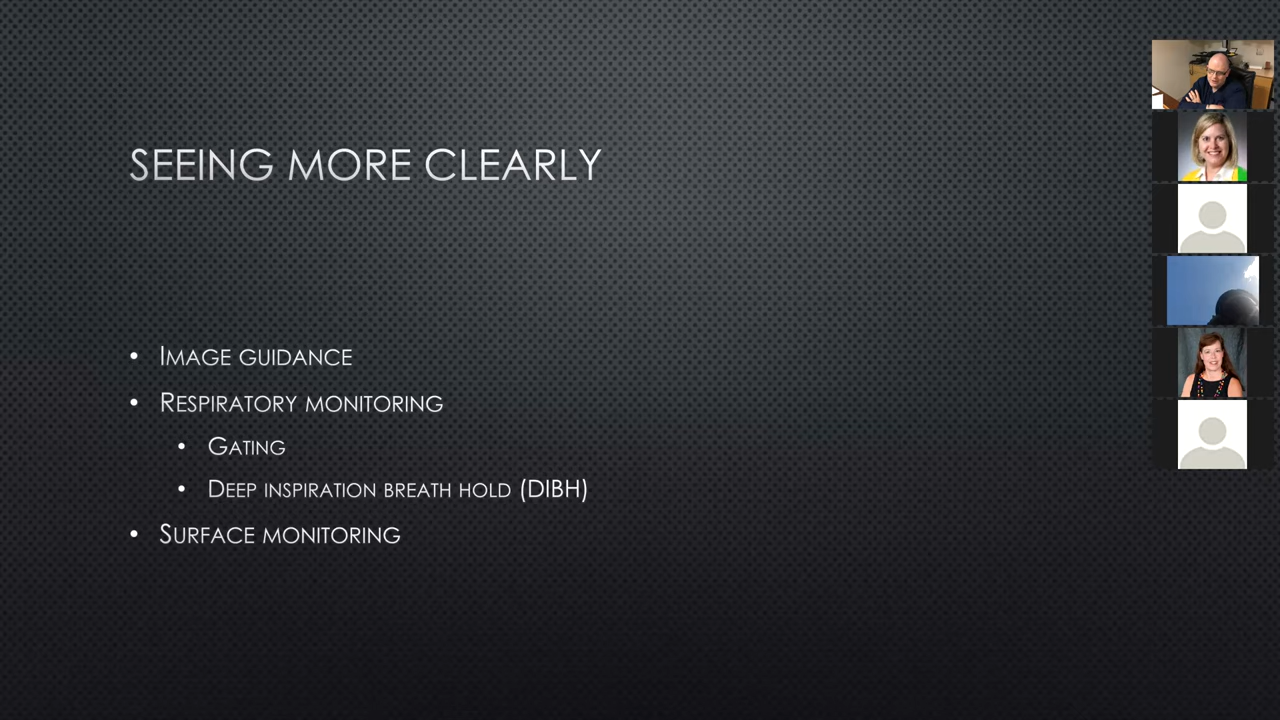 SEEING MORE CLEARLY
• IMAGE GUIDANCE
• RESPIRATORY MONITORING
• GATING
• DEEP INSPIRATION BREATH HOLD (DIBH)
• SURFACE MONITORING